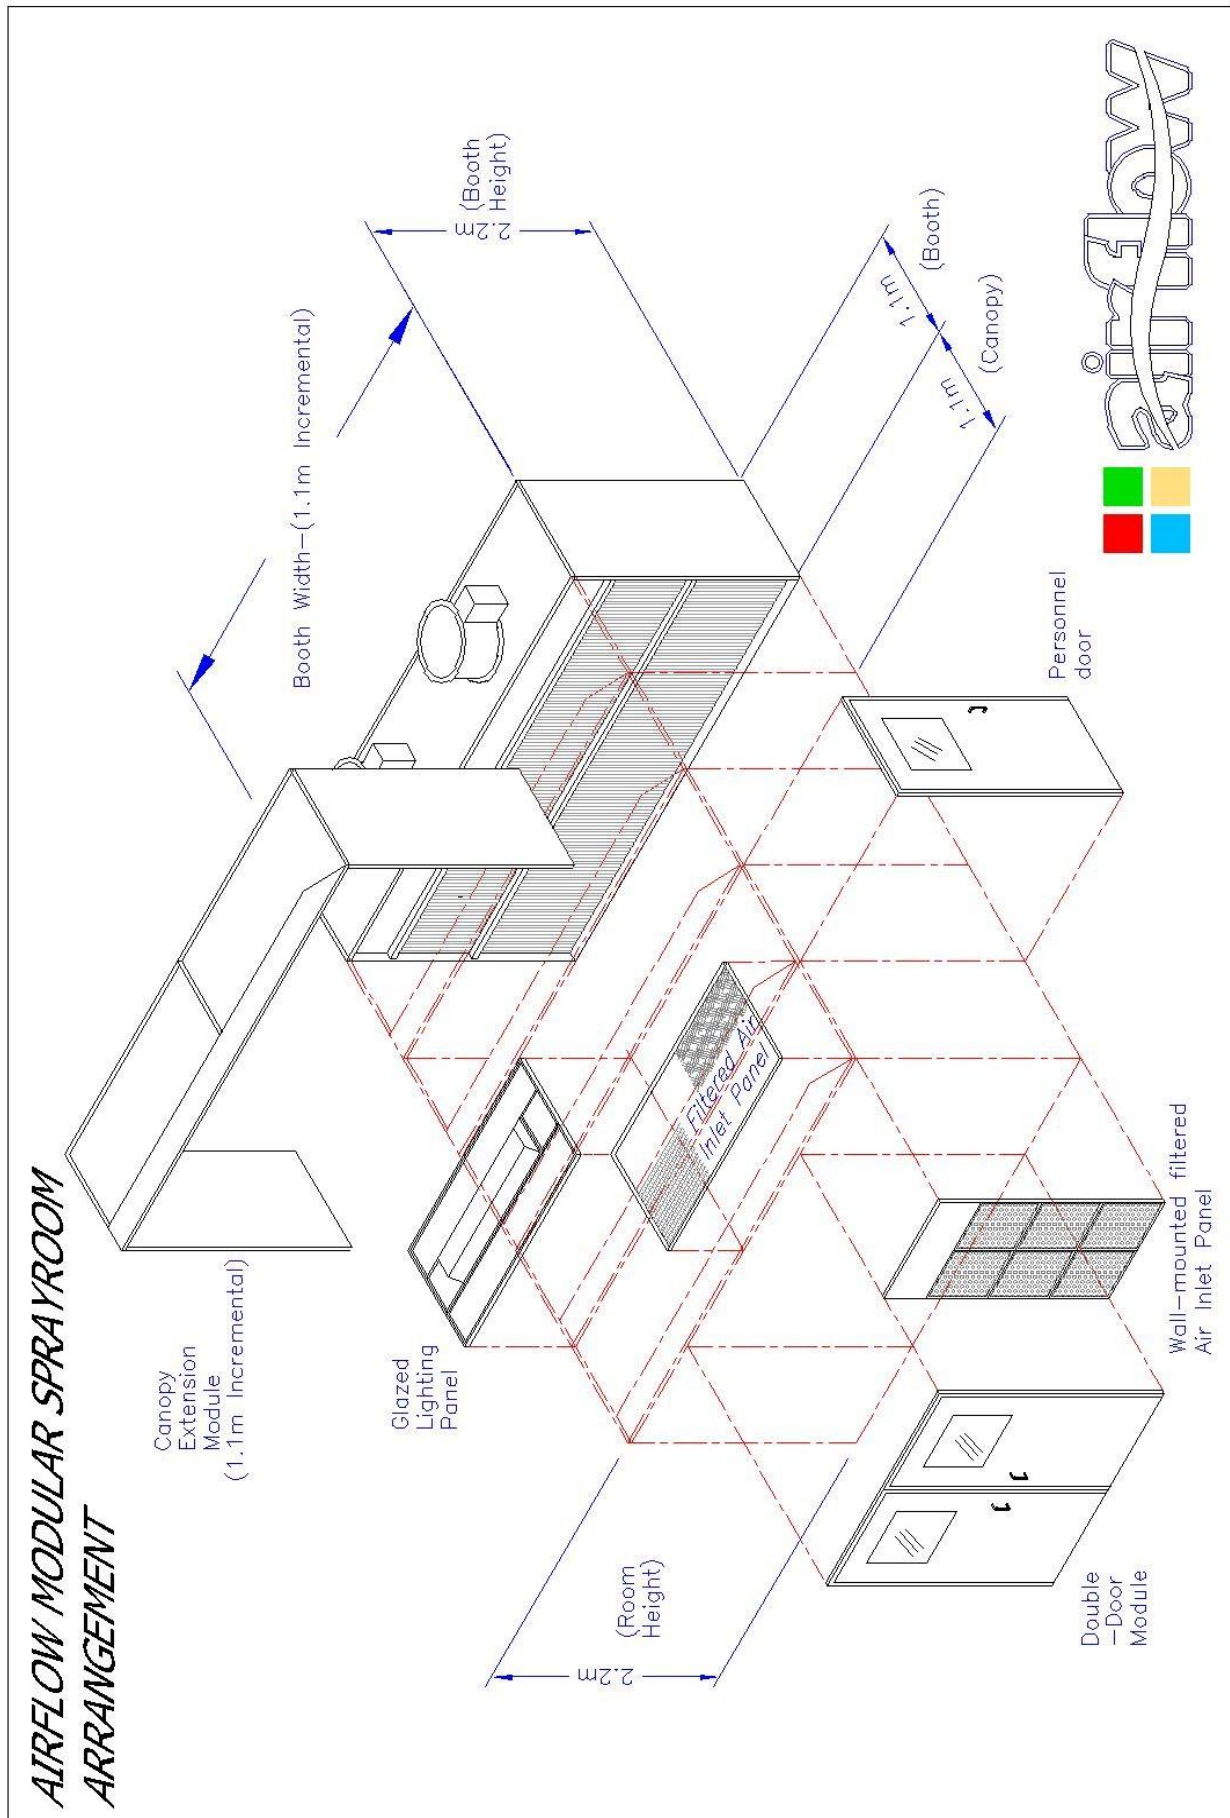 AIRFLOW MODULAR SPRAYROOM
ARRANGEMENT
Canopy
Extension
Module
(1.1m Incremental)
Booth Width-(1.1m Incremental)
2.2m
(Booth
Height)
Glazed
Lighting
Panel
Filtered Air
Inlet Panel
1.1m
(Booth)
1.1m
(Canopy)
2.2m
(Room
Height)
Personnel
door
Double
-Door
Module
Wall-mounted filtered
Air Inlet Panel
airflow